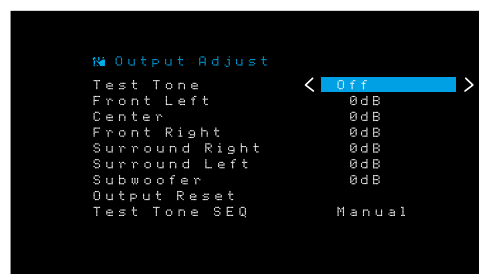 Output Adjust
Test Tone < Off >
Front Left 0dB
Center 0dB
Front Right 0dB
Surround Right 0dB
Surround Left 0dB
Subwoofer 0dB
Output Reset
Test Tone SEQ Manual